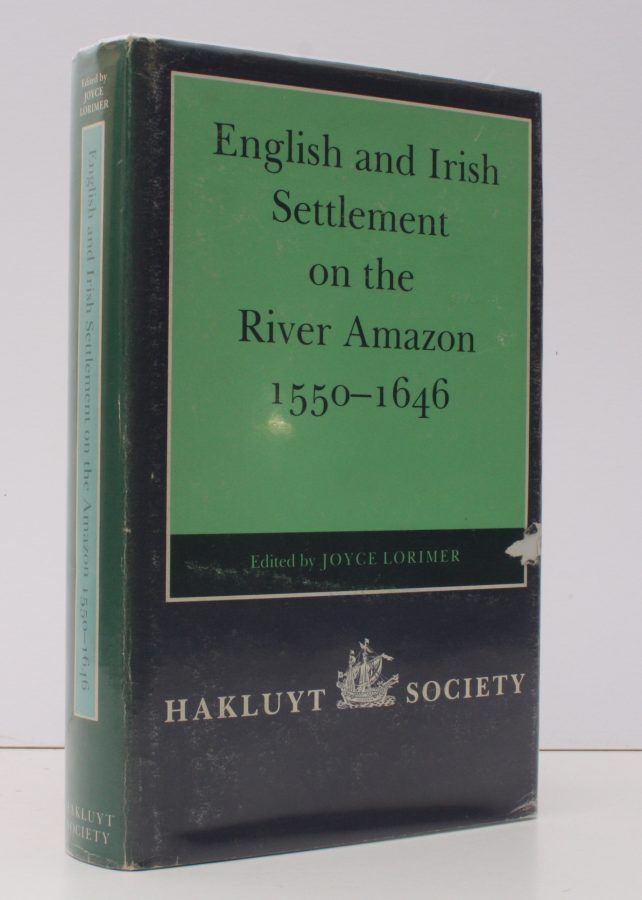 Edited by
JOYCE
LORIMER
English and Irish Settlement on the Amazon 1550–1646
HAKLUYT
SOCIETY
English and Irish
Settlement
on the
River Amazon
1550–1646
Edited by JOYCE LORIMER
HAKLUYT SOCIETY